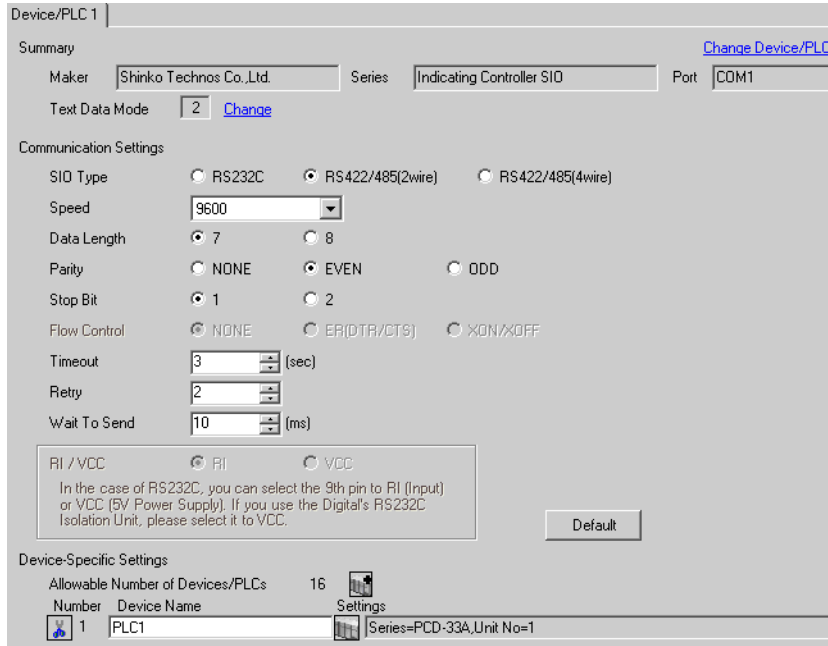 Device/PLC 1
Summary Change Device/PLC
Maker Shinko Technos Co.,Ltd. Series Indicating Controller SIO Port COM1
Text Data Mode 2 Change
Communication Settings
SIO Type RS232C RS422/485(2wire) RS422/485(4wire)
Speed 9600
Data Length 7 8
Parity NONE EVEN ODD
Stop Bit 1 2
Flow Control NONE ER(DTR/CTS) XON/XOFF
Timeout 3 (sec)
Retry 2
Wait To Send 10 (ms)
RI / VCC RI VCC
In the case of RS232C, you can select the 9th pin to RI (Input)
or VCC (5V Power Supply). If you use the Digital's RS232C
Isolation Unit, please select it to VCC.
Default
Device-Specific Settings
Allowable Number of Devices/PLCs 16
Number Device Name Settings
1 PLC1 Series=PCD-33A,Unit No=1